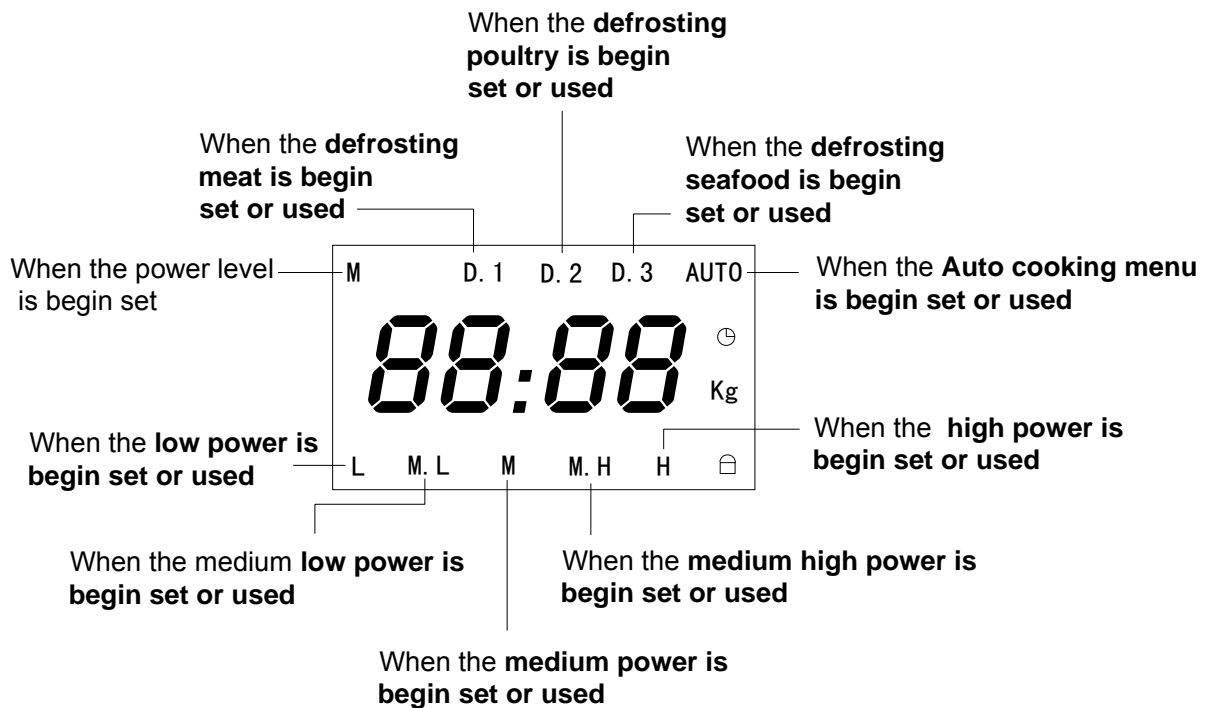 When the defrosting
poultry is begin
set or used
When the defrosting
meat is begin
set or used
When the defrosting
seafood is begin
set or used
When the power level
is begin set
M D.1 D.2 D.3 AUTO
When the Auto cooking menu
is begin set or used
88:88
Kg
When the low power is
begin set or used
L M.L M M.H H
When the high power is
begin set or used
When the medium low power is
begin set or used
When the medium high power is
begin set or used
When the medium power is
begin set or used